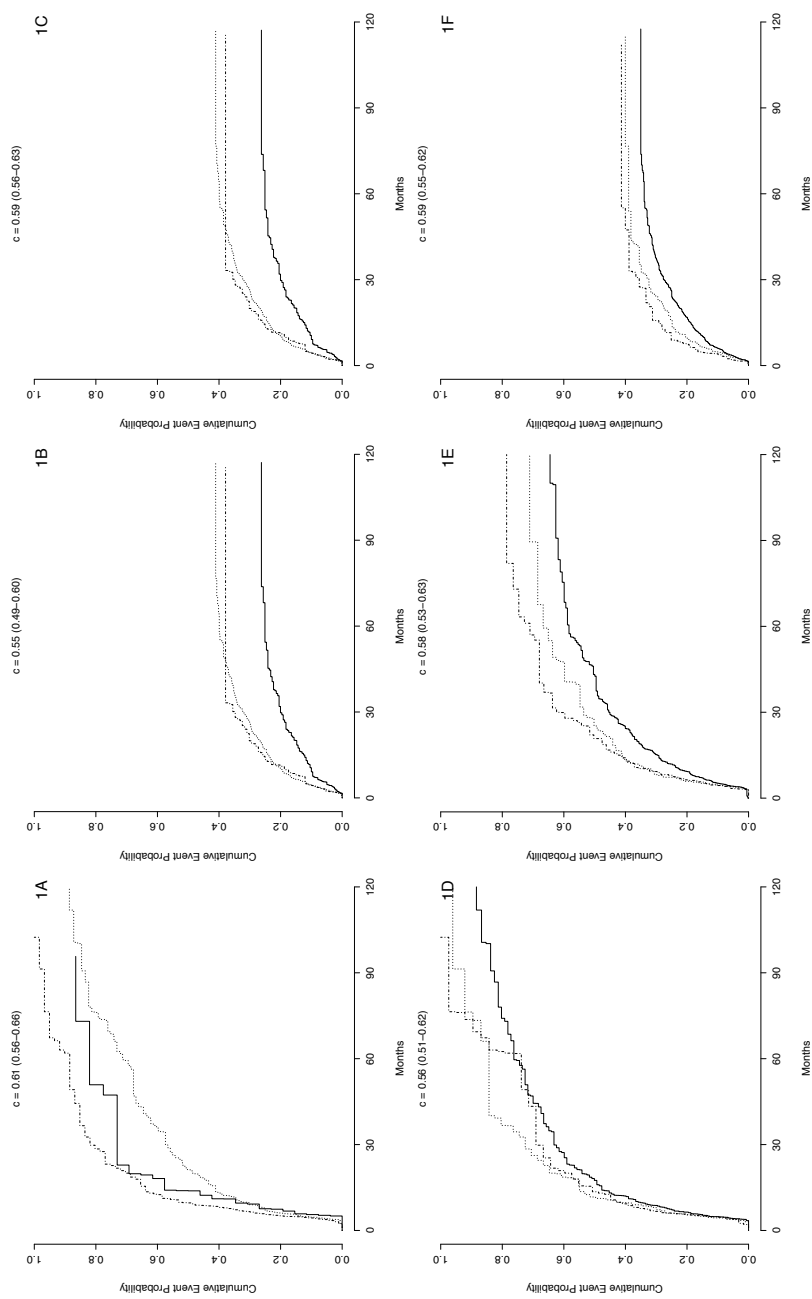 c = 0.61 (0.56–0.66)
1A
Cumulative Event Probability
1.0
0.8
0.6
0.4
0.2
0.0
0 30 60 90 120
Months
c = 0.55 (0.49–0.60)
1B
Cumulative Event Probability
1.0
0.8
0.6
0.4
0.2
0.0
0 30 60 90 120
Months
c = 0.59 (0.56–0.63)
1C
Cumulative Event Probability
1.0
0.8
0.6
0.4
0.2
0.0
0 30 60 90 120
Months
c = 0.56 (0.51–0.62)
1D
Cumulative Event Probability
1.0
0.8
0.6
0.4
0.2
0.0
0 30 60 90 120
Months
c = 0.58 (0.53–0.63)
1E
Cumulative Event Probability
1.0
0.8
0.6
0.4
0.2
0.0
0 30 60 90 120
Months
c = 0.59 (0.55–0.62)
1F
Cumulative Event Probability
1.0
0.8
0.6
0.4
0.2
0.0
0 30 60 90 120
Months